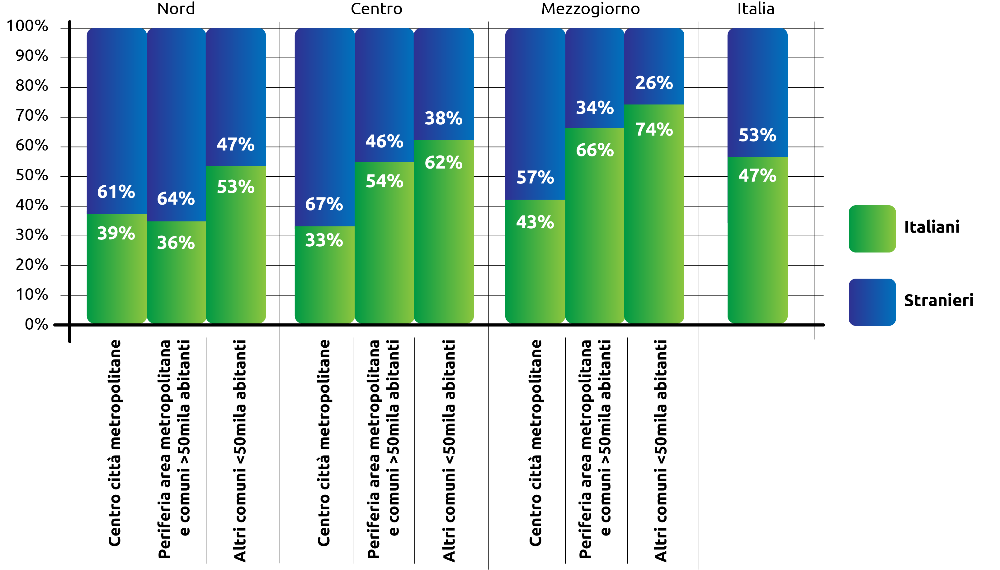 Nord Centro Mezzogiorno Italia
100%
90%
80%
70%
60%
50%
40%
30%
20%
10%
0%
61% 64% 47% 67% 46% 38% 57% 34% 26% 53%
39% 36% 53% 33% 54% 62% 43% 66% 74% 47%
Italiani
Stranieri
Centro città metropolitane
Periferia area metropolitana
e comuni >50mila abitanti
Altri comuni <50mila abitanti
Centro città metropolitane
Periferia area metropolitana
e comuni >50mila abitanti
Altri comuni <50mila abitanti
Centro città metropolitane
Periferia area metropolitana
e comuni >50mila abitanti
Altri comuni <50mila abitanti